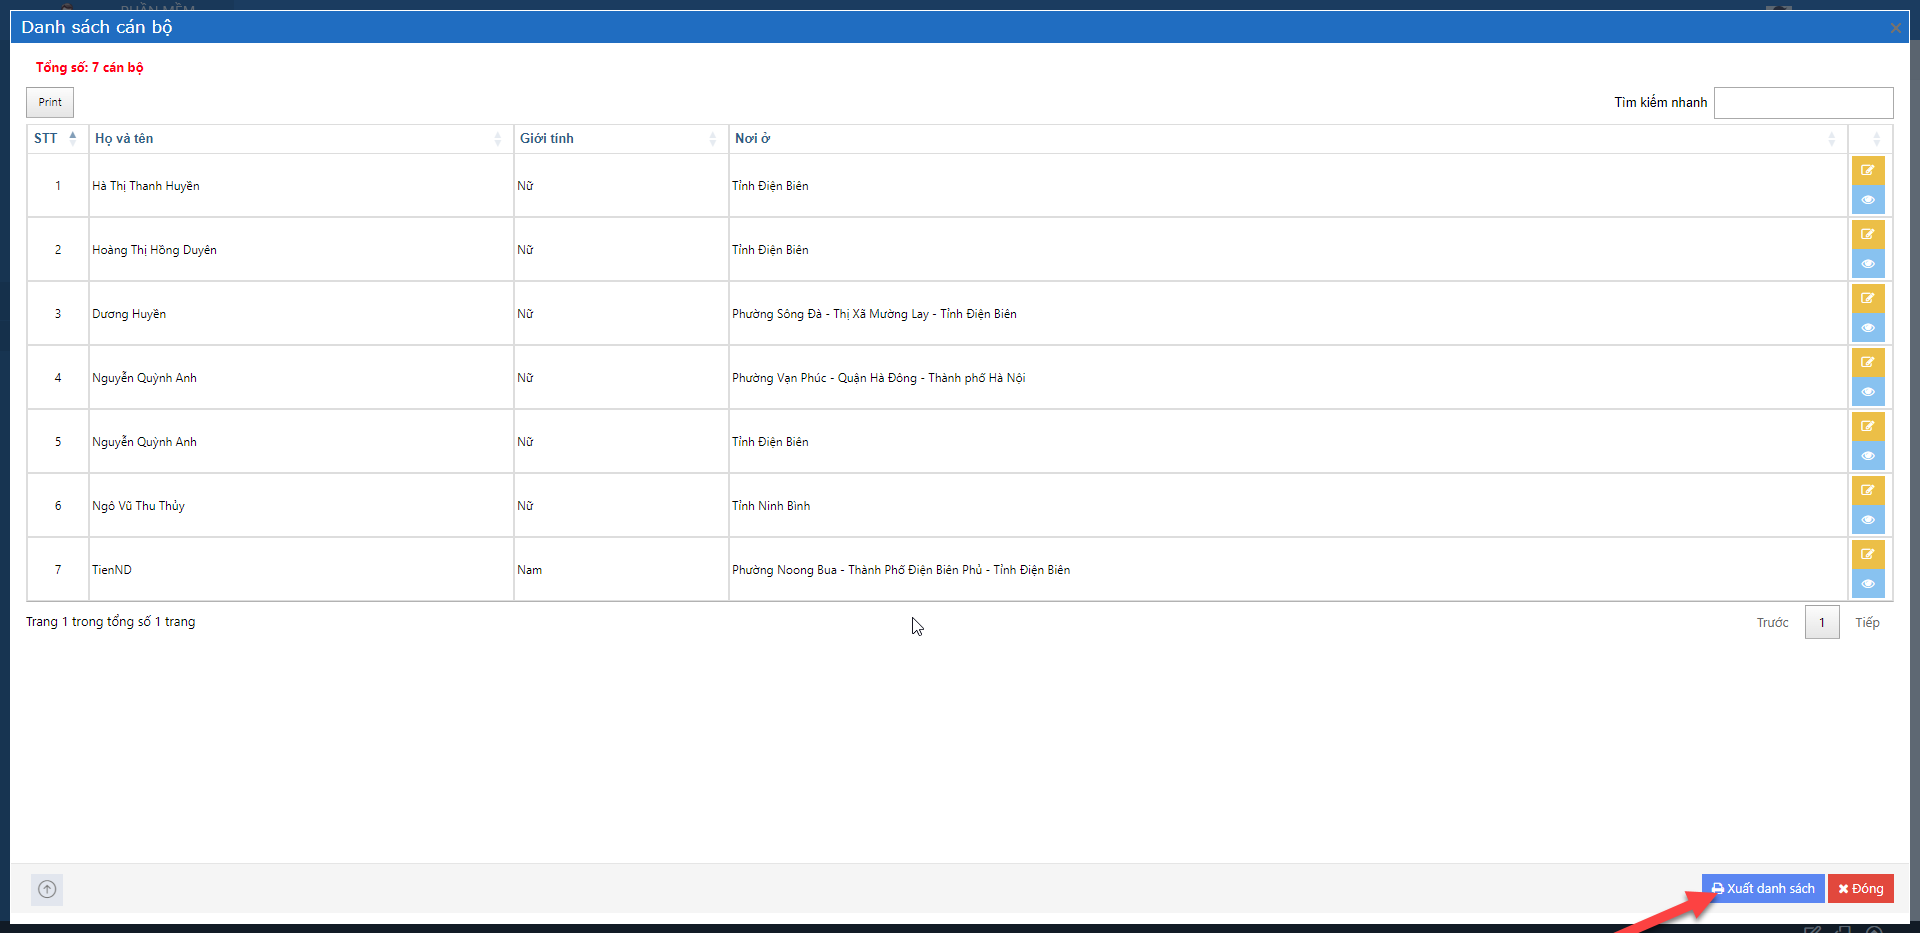 PHẦN MỀM
Danh sách cán bộ
Tổng số: 7 cán bộ
Print
Tìm kiếm nhanh
STT Họ và tên Giới tính Nơi ở
1 Hà Thị Thanh Huyền Nữ Tỉnh Điện Biên
2 Hoàng Thị Hồng Duyên Nữ Tỉnh Điện Biên
3 Dương Huyền Nữ Phường Sông Đà - Thị Xã Mường Lay - Tỉnh Điện Biên
4 Nguyễn Quỳnh Anh Nữ Phường Vạn Phúc - Quận Hà Đông - Thành phố Hà Nội
5 Nguyễn Quỳnh Anh Nữ Tỉnh Điện Biên
6 Ngô Vũ Thu Thủy Nữ Tỉnh Ninh Bình
7 TienND Nam Phường Noong Bua - Thành Phố Điện Biên Phủ - Tỉnh Điện Biên
Trang 1 trong tổng số 1 trang
Trước 1 Tiếp
Xuất danh sách Đóng